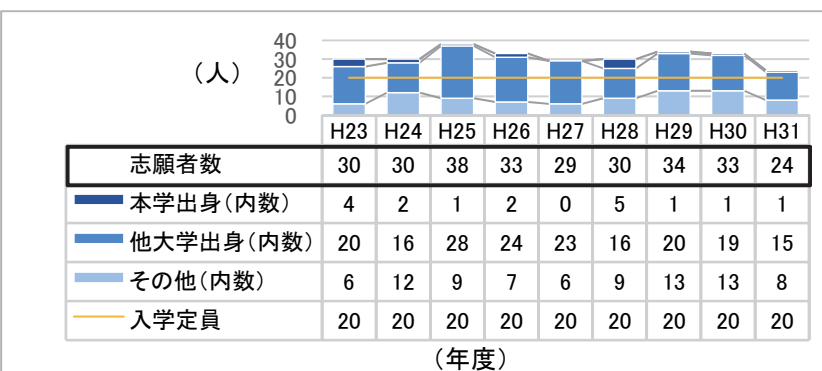 (人)
40
30
20
10
0
H23 H24 H25 H26 H27 H28 H29 H30 H31
志願者数 30 30 38 33 29 30 34 33 24
本学出身(内数) 4 2 1 2 0 5 1 1 1
他大学出身(内数) 20 16 28 24 23 16 20 19 15
その他(内数) 6 12 9 7 6 9 13 13 8
入学定員 20 20 20 20 20 20 20 20 20
(年度)